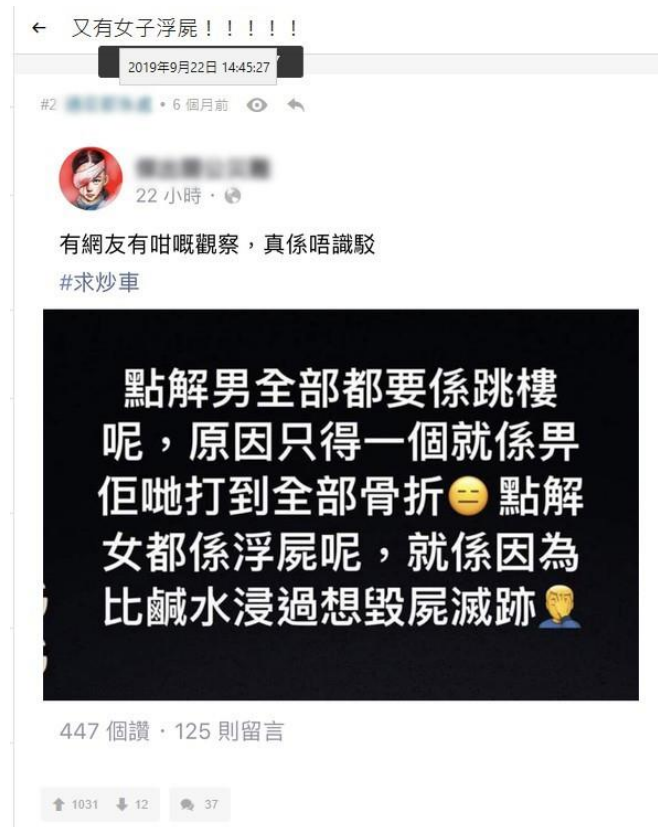 ← 又有女子浮屍！！！！！
2019年9月22日 14:45:27
#2 • 6 個月前
22 小時 ·
有網友有咁嘅觀察，真係唔識駁
#求炒車
點解男全部都要係跳樓
呢，原因只得一個就係畀
佢哋打到全部骨折😑點解
女都係浮屍呢，就係因為
比鹹水浸過想毀屍滅跡🤦
447 個讚 · 125 則留言
1031 12 37